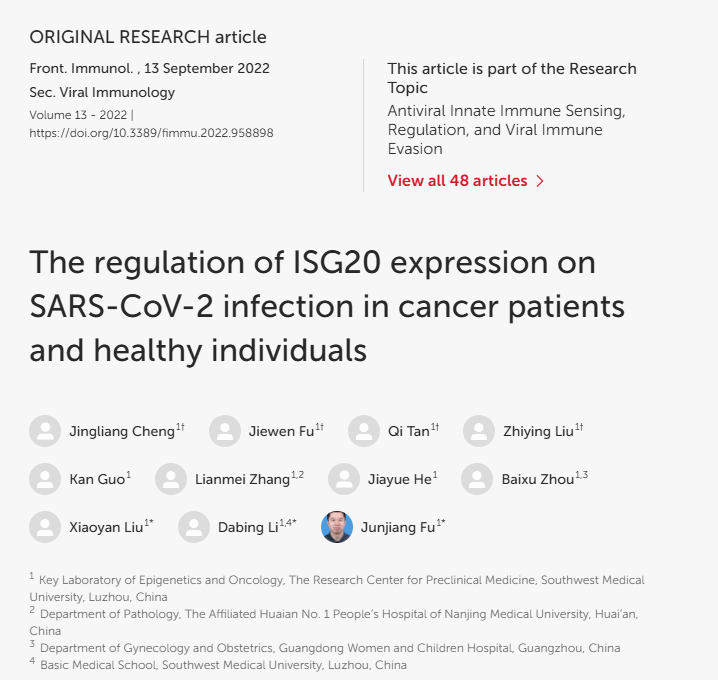 ORIGINAL RESEARCH article
Front. Immunol. , 13 September 2022
Sec. Viral Immunology
Volume 13 - 2022 |
https://doi.org/10.3389/fimmu.2022.958898
This article is part of the Research
Topic
Antiviral Innate Immune Sensing,
Regulation, and Viral Immune
Evasion
View all 48 articles >
The regulation of ISG20 expression on
SARS-CoV-2 infection in cancer patients
and healthy individuals
Jingliang Cheng1† Jiewen Fu1† Qi Tan1† Zhiying Liu1†
Kan Guo1 Lianmei Zhang1,2 Jiayue He1 Baixu Zhou1,3
Xiaoyan Liu1* Dabing Li1,4* Junjiang Fu1*
1 Key Laboratory of Epigenetics and Oncology, The Research Center for Preclinical Medicine, Southwest Medical
University, Luzhou, China
2 Department of Pathology, The Affiliated Huaian No. 1 People’s Hospital of Nanjing Medical University, Huai’an,
China
3 Department of Gynecology and Obstetrics, Guangdong Women and Children Hospital, Guangzhou, China
4 Basic Medical School, Southwest Medical University, Luzhou, China